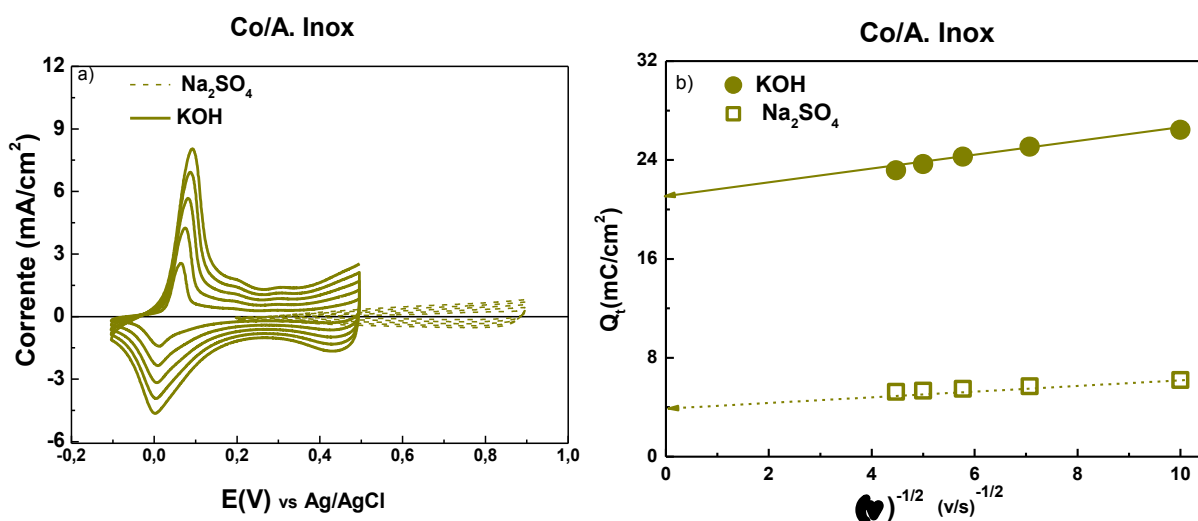 Co/A. Inox
a)
Na₂SO₄
KOH
Corrente (mA/cm²)
12
9
6
3
0
-3
-6
-0,2
0,0
0,2
0,4
0,6
0,8
1,0
E(V) vs Ag/AgCl
Co/A. Inox
b)
KOH
Na₂SO₄
Qₜ(mC/cm²)
32
24
16
8
0
0
2
4
6
8
10
)⁻¹/² (v/s)⁻¹/²